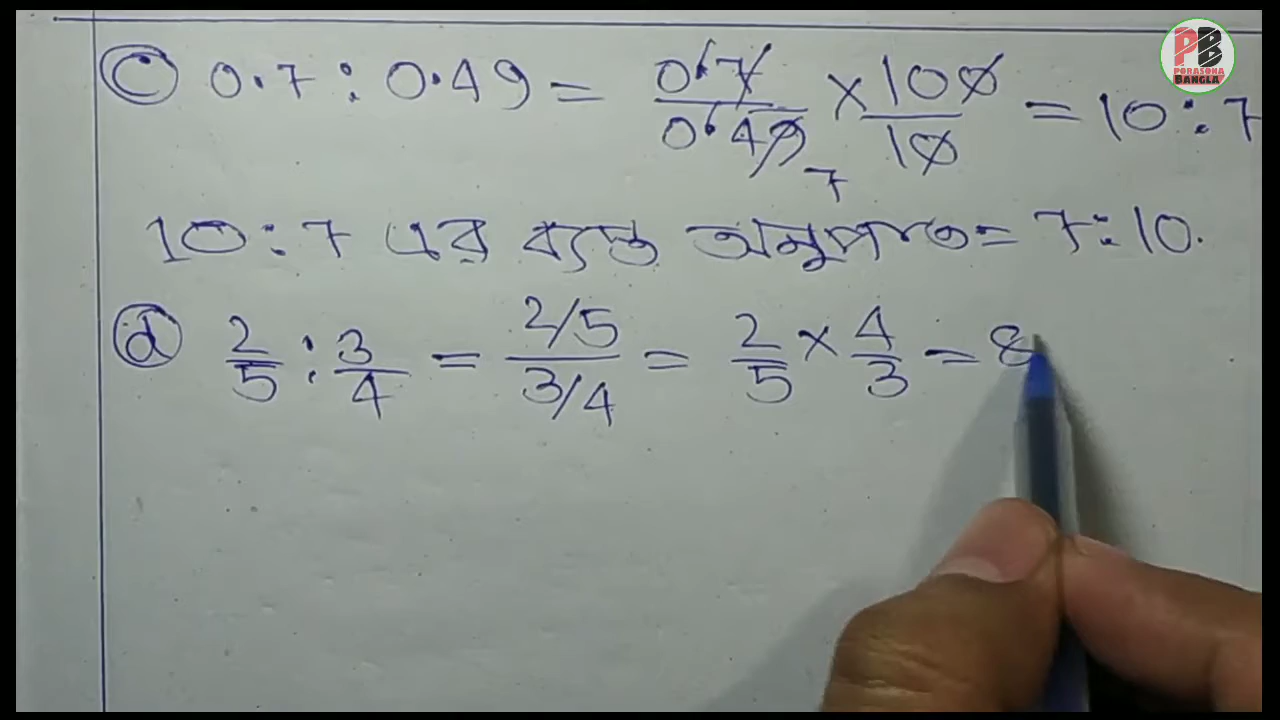 PB
PORASONA
BANGLA
(c) 0.7 : 0.49 = 0.7/0.49 × 100/10 = 10 : 7
7
10 : 7 এর ব্যস্ত অনুপাত = 7 : 10.
(d) 2/5 : 3/4 = 2/5 / 3/4 = 2/5 × 4/3 = 8